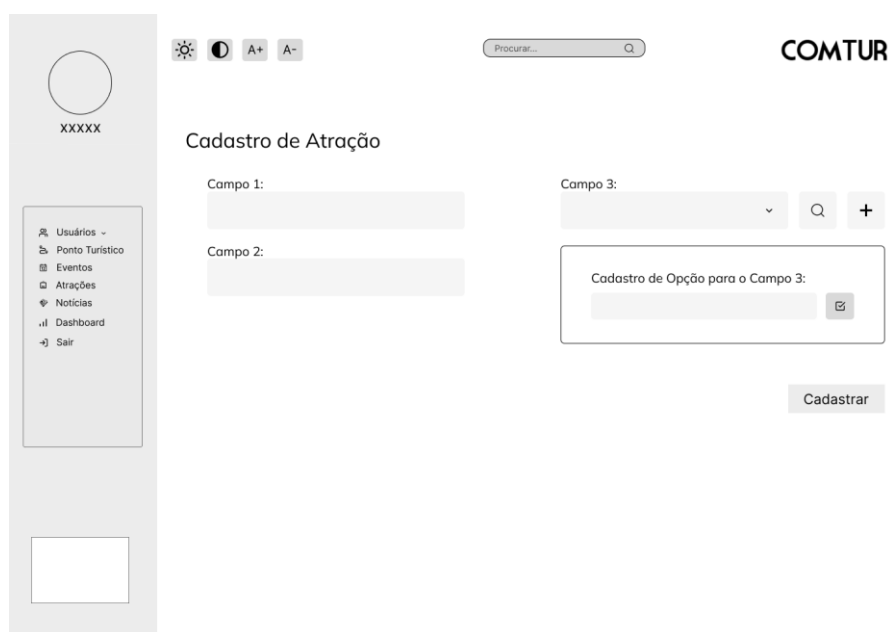 A+ A-
Procurar...
COMTUR
XXXXX
Usuários
Ponto Turístico
Eventos
Atrações
Notícias
Dashboard
Sair
Cadastro de Atração
Campo 1:
Campo 2:
Campo 3:
Cadastro de Opção para o Campo 3:
Cadastrar